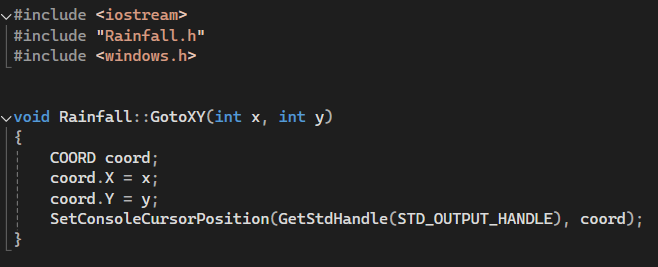 #include <iostream>
#include "Rainfall.h"
#include <windows.h>
void Rainfall::GotoXY(int x, int y)
{
COORD coord;
coord.X = x;
coord.Y = y;
SetConsoleCursorPosition(GetStdHandle(STD_OUTPUT_HANDLE), coord);
}